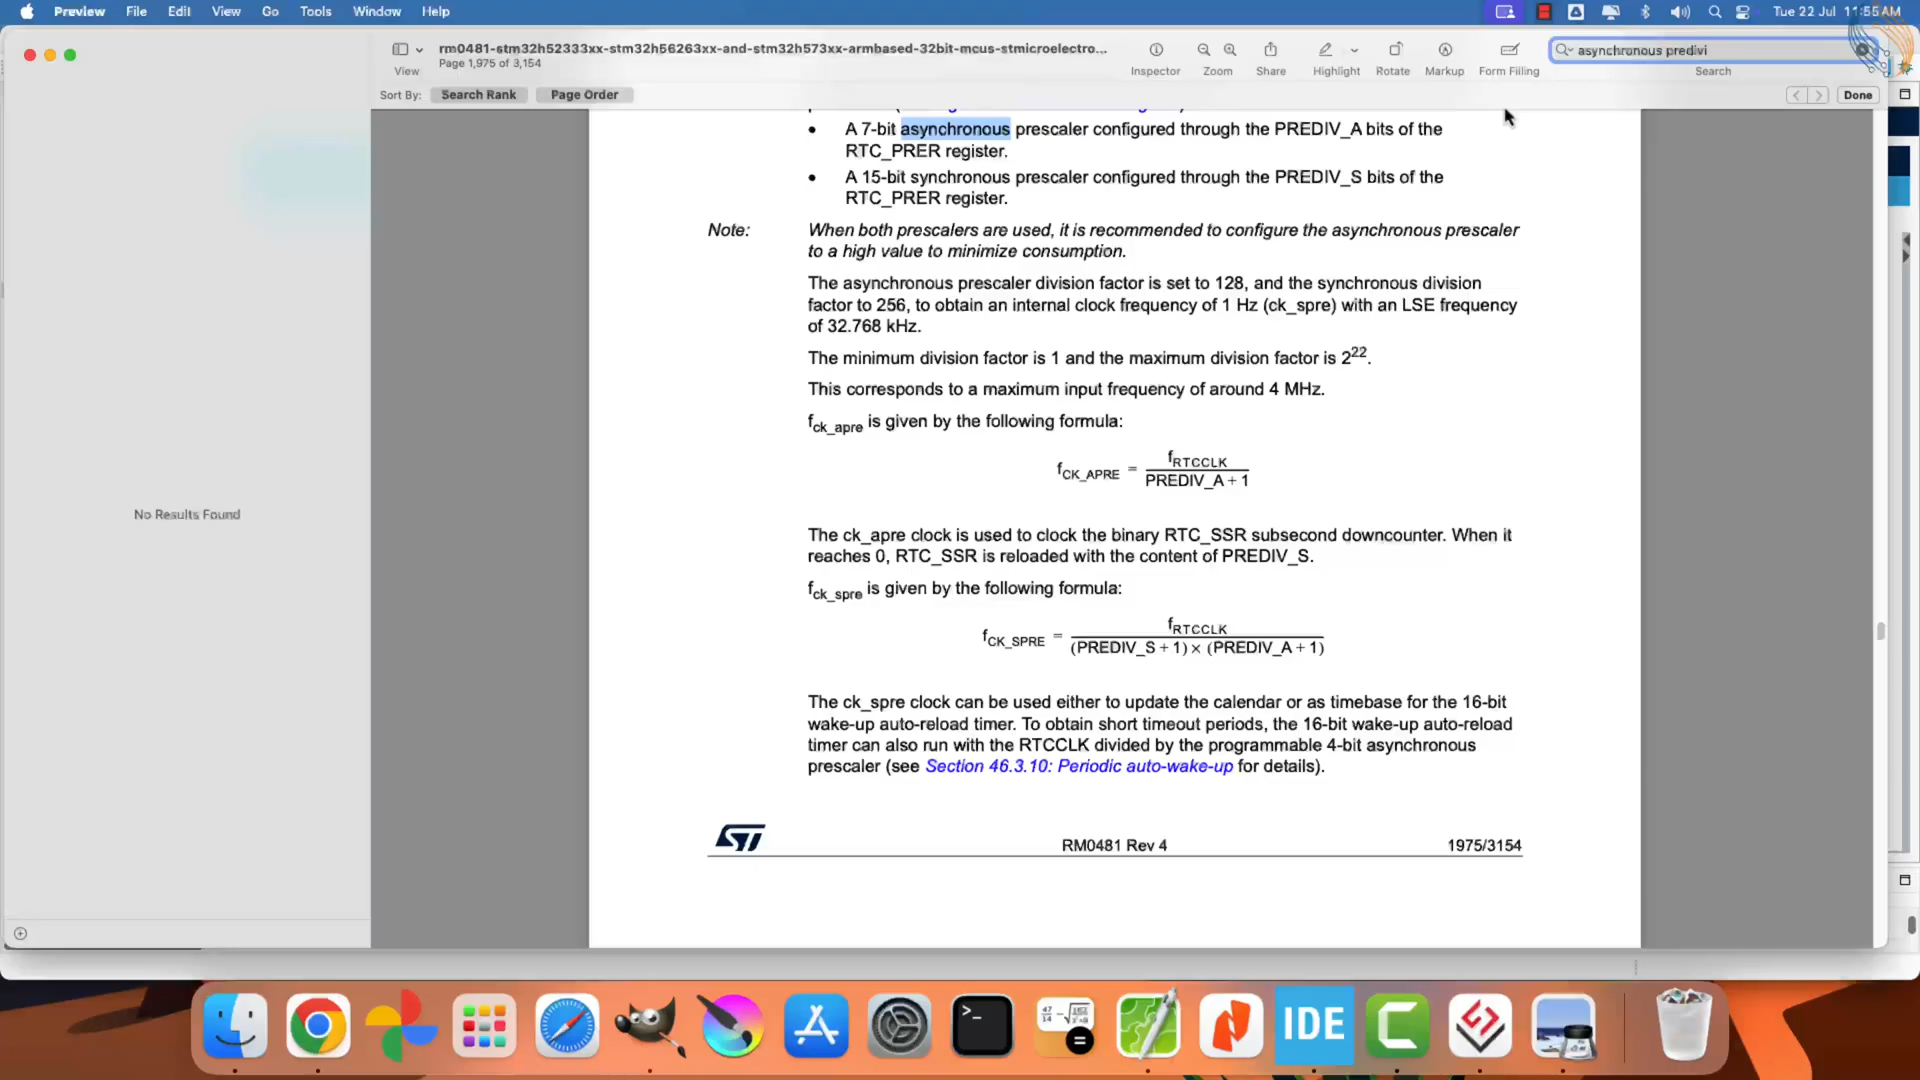 Preview File Edit View Go Tools Window Help Tue 22 Jul 11:55AM
rm0481-stm32h52333xx-stm32h56263xx-and-stm32h573xx-armbased-32bit-mcus-stmicroelectro...
Page 1,975 of 3,154
asynchronous predivi
View Inspector Zoom Share Highlight Rotate Markup Form Filling Search
Sort By: Search Rank Page Order Done
• A 7-bit asynchronous prescaler configured through the PREDIV_A bits of the
RTC_PRER register.
• A 15-bit synchronous prescaler configured through the PREDIV_S bits of the
RTC_PRER register.
Note: When both prescalers are used, it is recommended to configure the asynchronous prescaler
to a high value to minimize consumption.
The asynchronous prescaler division factor is set to 128, and the synchronous division
factor to 256, to obtain an internal clock frequency of 1 Hz (ck_spre) with an LSE frequency
of 32.768 kHz.
The minimum division factor is 1 and the maximum division factor is 2²².
This corresponds to a maximum input frequency of around 4 MHz.
fck_apre is given by the following formula:
fCK_APRE = fRTCCLK / PREDIV_A + 1
The ck_apre clock is used to clock the binary RTC_SSR subsecond downcounter. When it
reaches 0, RTC_SSR is reloaded with the content of PREDIV_S.
fck_spre is given by the following formula:
fCK_SPRE = fRTCCLK / (PREDIV_S + 1) × (PREDIV_A + 1)
The ck_spre clock can be used either to update the calendar or as timebase for the 16-bit
wake-up auto-reload timer. To obtain short timeout periods, the 16-bit wake-up auto-reload
timer can also run with the RTCCLK divided by the programmable 4-bit asynchronous
prescaler (see Section 46.3.10: Periodic auto-wake-up for details).
No Results Found
ST RM0481 Rev 4 1975/3154
IDE